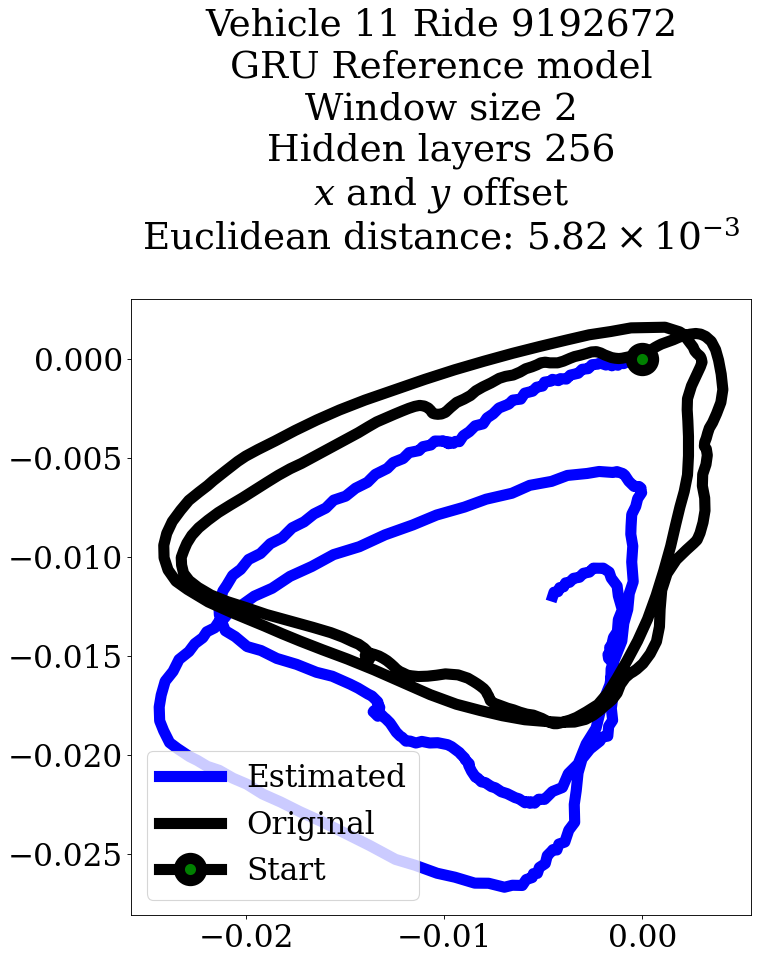 Vehicle 11 Ride 9192672
GRU Reference model
Window size 2
Hidden layers 256
x and y offset
Euclidean distance: 5.82 × 10⁻³
0.000
−0.005
−0.010
−0.015
−0.020
−0.025
Estimated
Original
Start
−0.02 −0.01 0.00